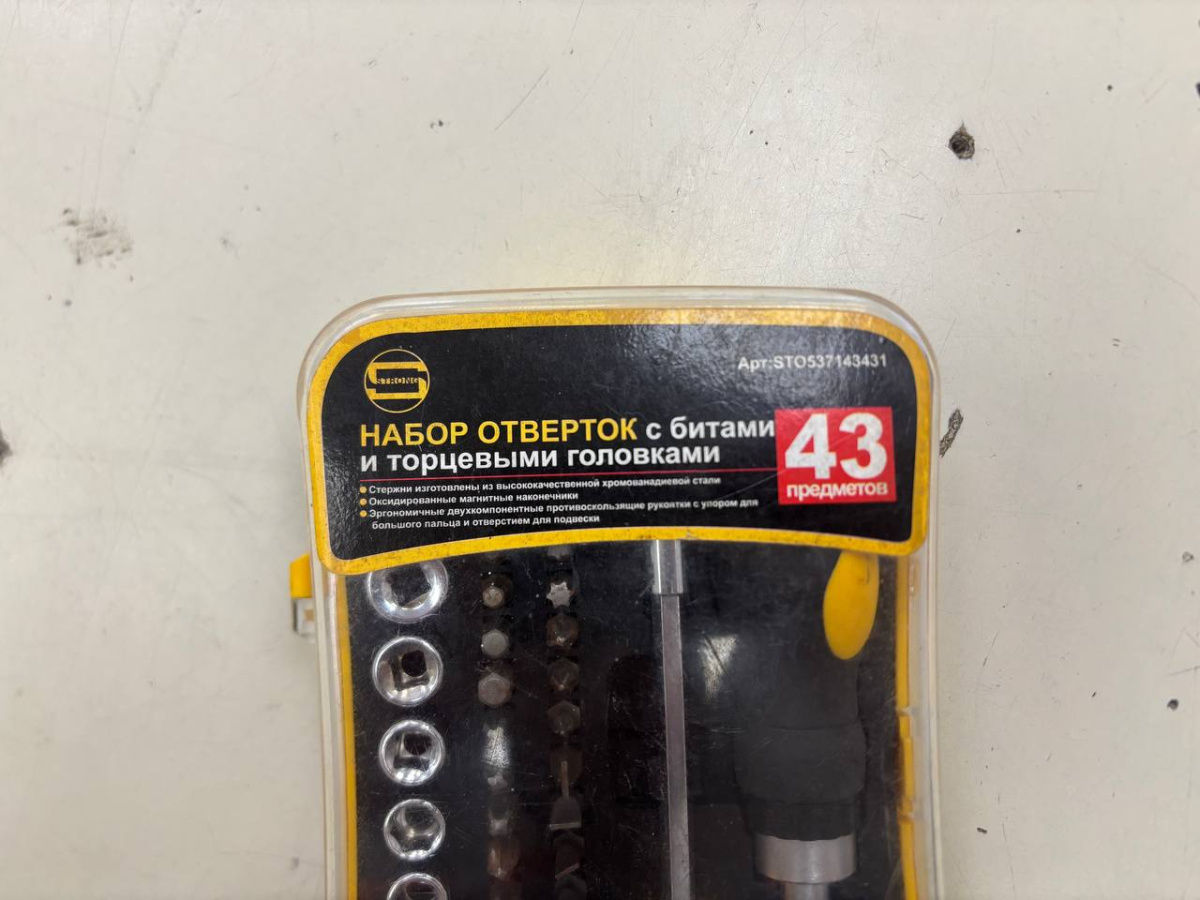 Арт:STO537143431
STRONG
НАБОР ОТВЕРТОК с битами
и торцевыми головками
43
предметов
Стержни изготовлены из высококачественной хромованадиевой стали
Оксидированные магнитные наконечники
Эргономичные двухкомпонентные противоскользящие рукоятки с упором для
большого пальца и отверстием для подвески